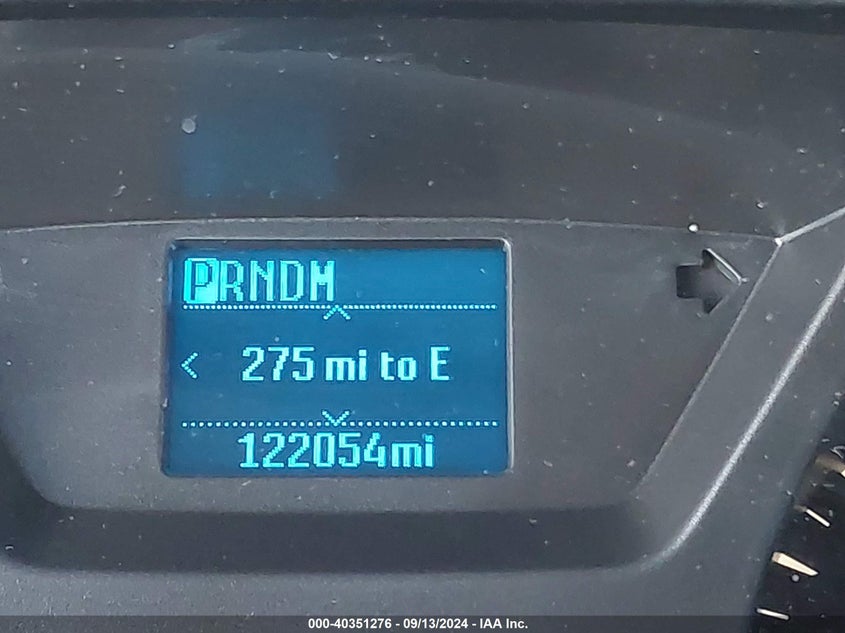 PRNDM
275 mi to E
122054mi
000-40351276 - 09/13/2024 - IAA Inc.